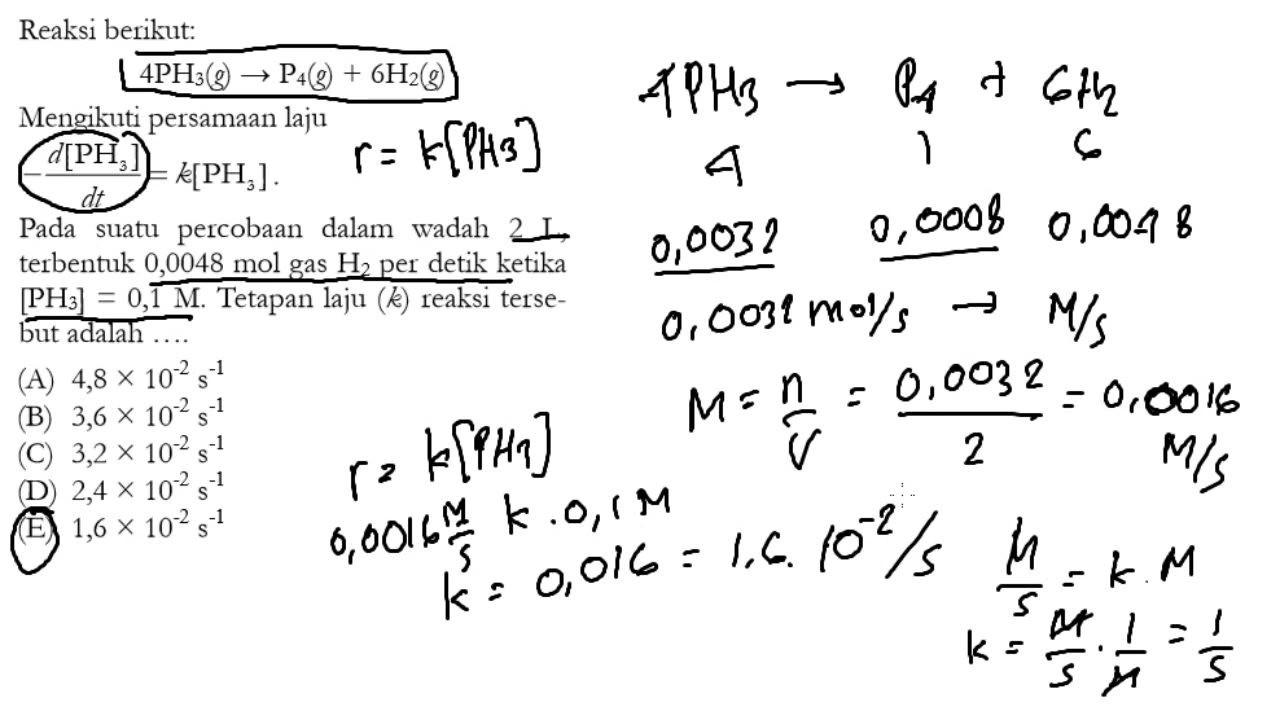 Reaksi berikut:
4PH₃(g) → P₄(g) + 6H₂(g)
Mengikuti persamaan laju
-d[PH₃]/dt = k[PH₃].
r = k[PH3]
Pada suatu percobaan dalam wadah 2 L,
terbentuk 0,0048 mol gas H₂ per detik ketika
[PH₃] = 0,1 M. Tetapan laju (k) reaksi terse-
but adalah ….
(A) 4,8 × 10⁻² s⁻¹
(B) 3,6 × 10⁻² s⁻¹
(C) 3,2 × 10⁻² s⁻¹
(D) 2,4 × 10⁻² s⁻¹
(E) 1,6 × 10⁻² s⁻¹
4PH3 → P4 + 6H2
4 1 6
0,0032 0,0008 0,0048
0,0032 mol/s → M/s
M = n/V = 0,0032/2 = 0,0016
M/s
r = k[PH3]
0,0016 M/s k . 0,1 M
k = 0,016 = 1,6. 10⁻²/s
M/s = k . M
k = M/s . 1/M = 1/s